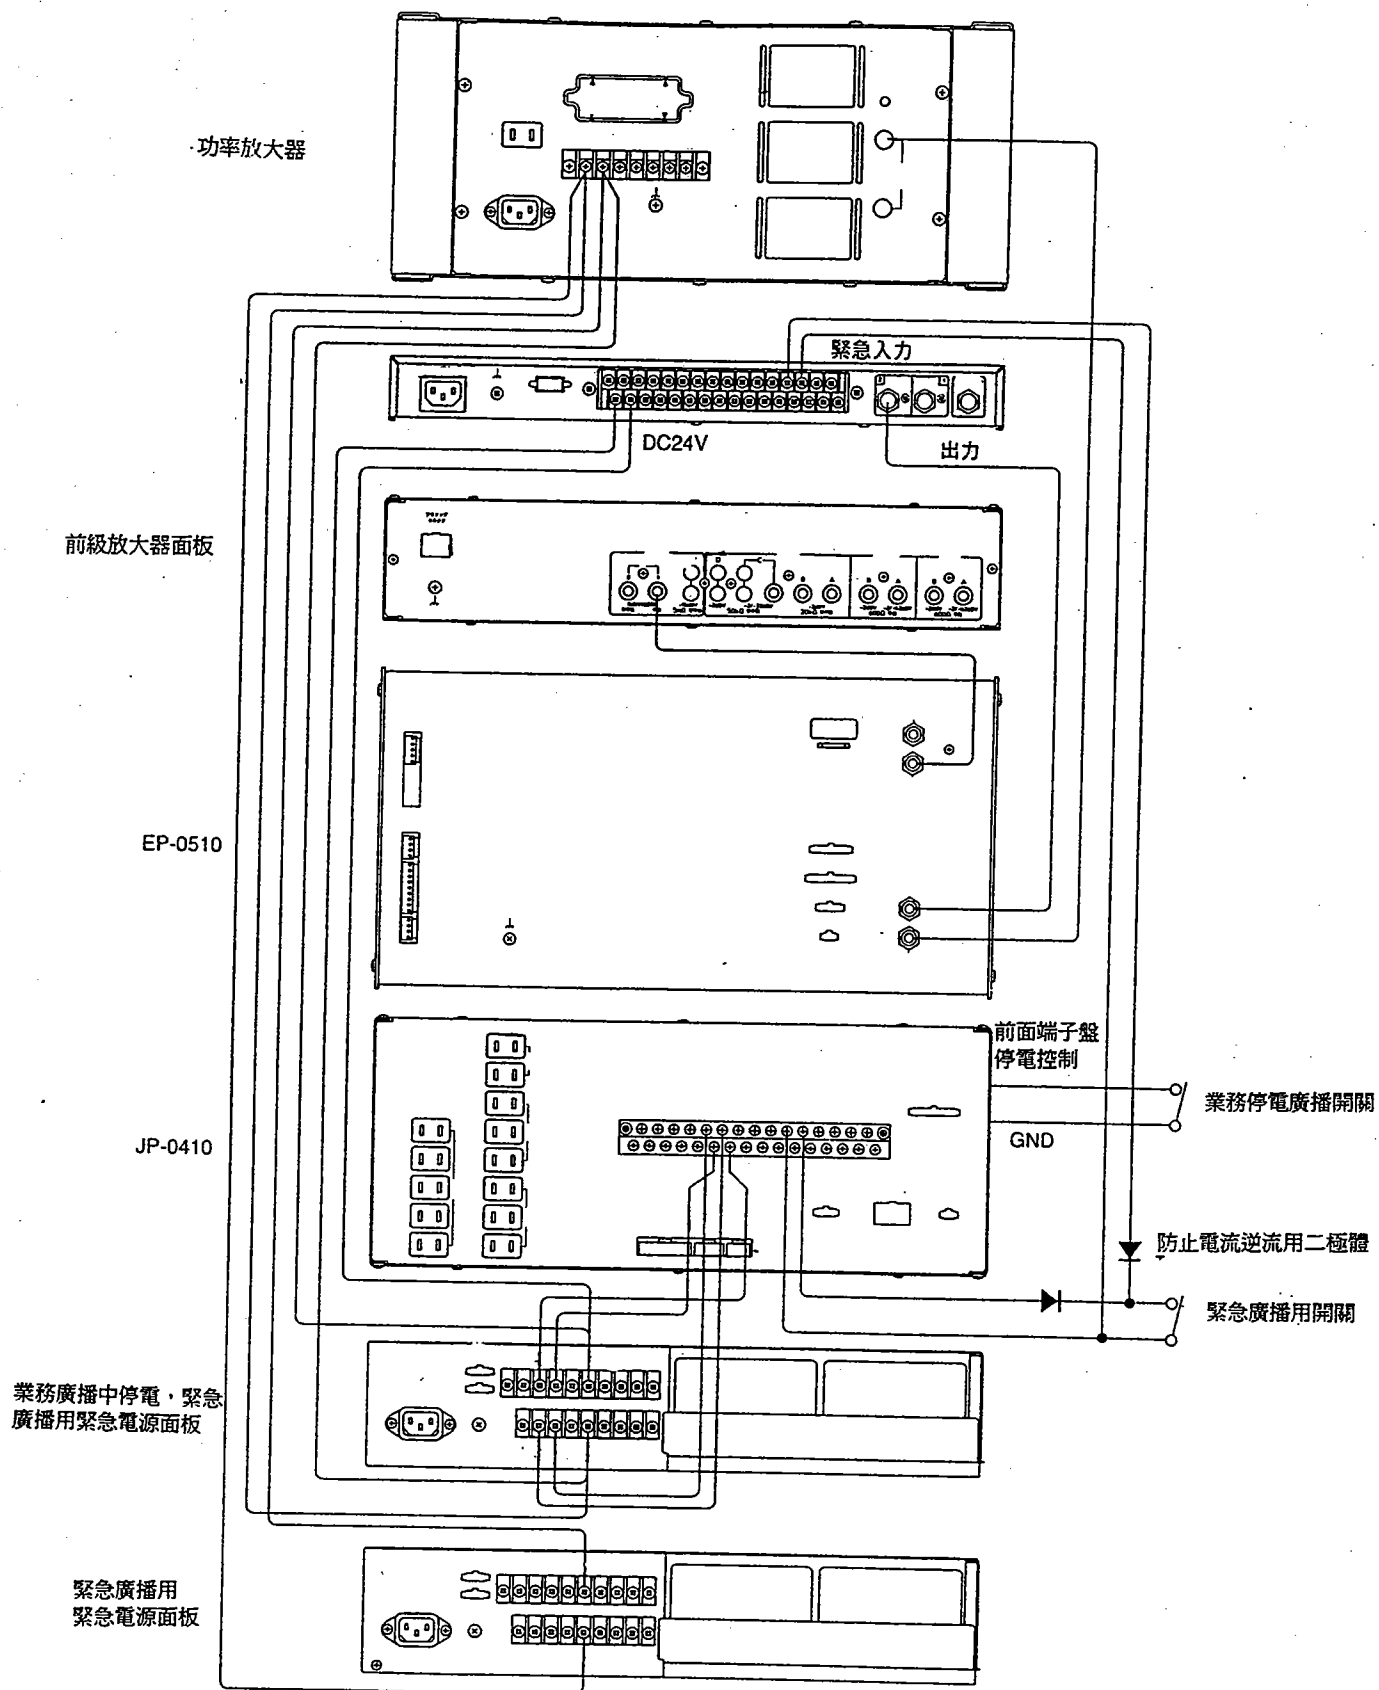 功率放大器
緊急入力
DC24V
出力
前級放大器面板
EP-0510
前面端子盤
停電控制
業務停電廣播開關
JP-0410
GND
防止電流逆流用二極體
緊急廣播用開關
業務廣播中停電，緊急
廣播用緊急電源面板
緊急廣播用
緊急電源面板